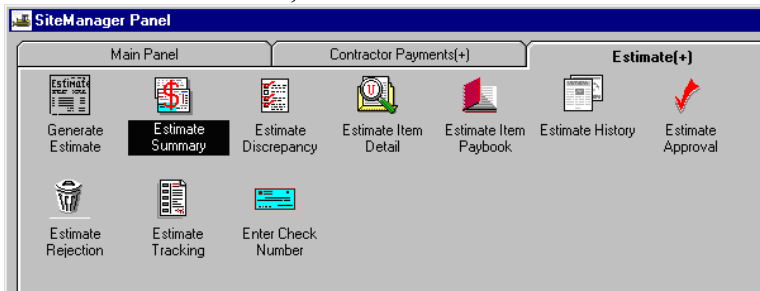 SiteManager Panel
Main Panel
Contractor Payments(+)
Estimate(+)
Estimate
Generate
Estimate
Estimate
Summary
Estimate
Discrepancy
Estimate Item
Detail
Estimate Item
Paybook
Estimate History
Estimate
Approval
Estimate
Rejection
Estimate
Tracking
Enter Check
Number